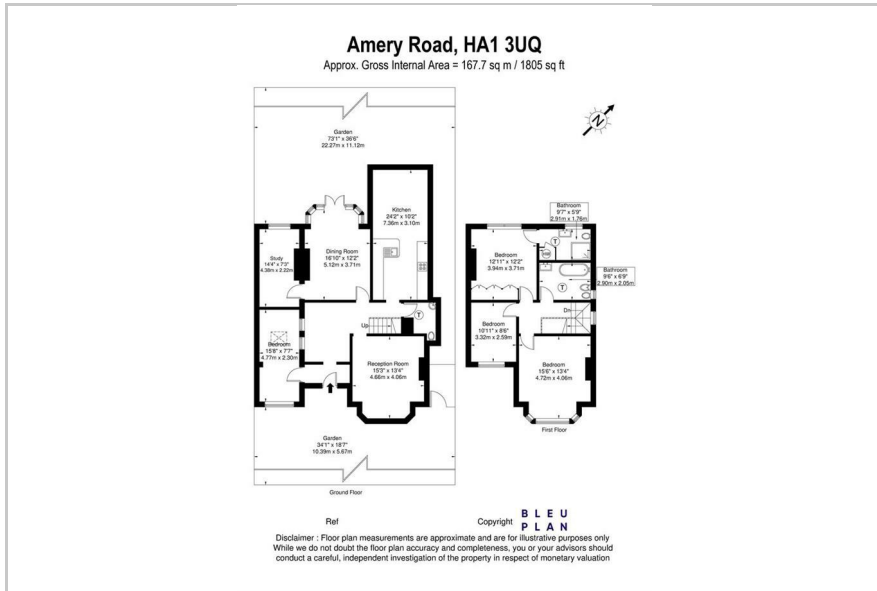 Amery Road, HA1 3UQ
Approx. Gross Internal Area = 167.7 sq m / 1805 sq ft
Garden
73'1" x 36'6"
22.27m x 11.12m
N
Kitchen
24'2" x 10'2"
7.36m x 3.10m
Study
14'4" x 7'3"
4.38m x 2.22m
Dining Room
16'10" x 12'2"
5.12m x 3.71m
Bedroom
15'8" x 7'7"
4.77m x 2.30m
Up
T
Reception Room
15'3" x 13'4"
4.66m x 4.06m
Garden
34'1" x 18'7"
10.39m x 5.67m
Ground Floor
Bathroom
9'7" x 5'9"
2.91m x 1.76m
T
Bedroom
12'11" x 12'2"
3.94m x 3.71m
Bathroom
9'6" x 6'9"
2.90m x 2.05m
T
Dn
Bedroom
10'11" x 8'6"
3.32m x 2.59m
Bedroom
15'6" x 13'4"
4.72m x 4.06m
First Floor
Ref
Copyright
BLEU
PLAN
Disclaimer : Floor plan measurements are approximate and are for illustrative purposes only
While we do not doubt the floor plan accuracy and completeness, you or your advisors should
conduct a careful, independent investigation of the property in respect of monetary valuation